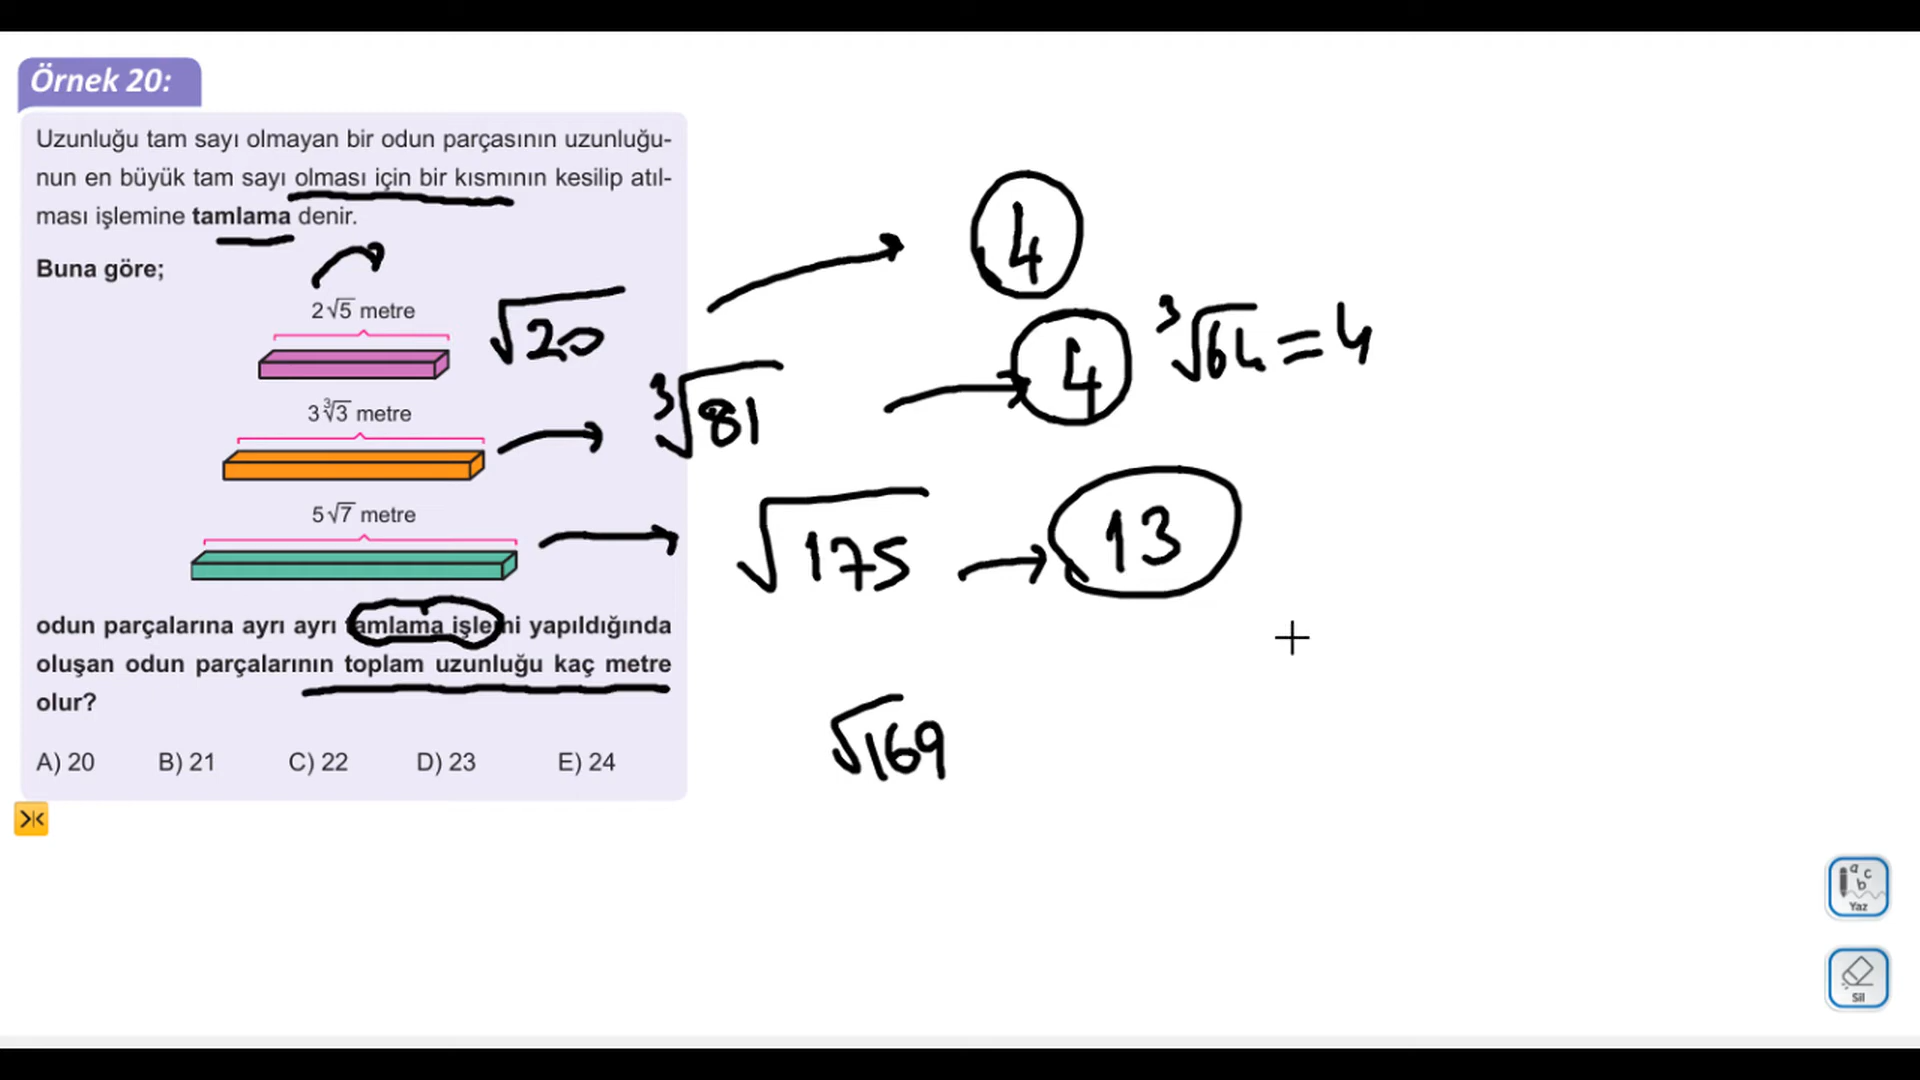 Örnek 20:
Uzunluğu tam sayı olmayan bir odun parçasının uzunluğu-
nun en büyük tam sayı olması için bir kısmının kesilip atıl-
ması işlemine tamlama denir.
Buna göre;
2√5 metre
√20
4
3∛3 metre
∛81
4
∛64 = 4
5√7 metre
√175
13
odun parçalarına ayrı ayrı tamlama işlemi yapıldığında
oluşan odun parçalarının toplam uzunluğu kaç metre
olur?
√169
A) 20 B) 21 C) 22 D) 23 E) 24
a b c
Yaz
Sil